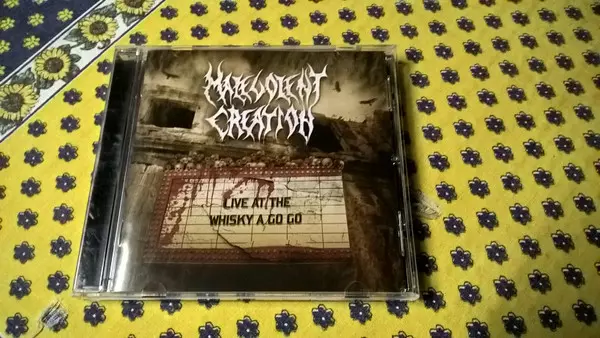 MALEVOLENT
CREATION
LIVE AT THE
WHISKY A GO GO